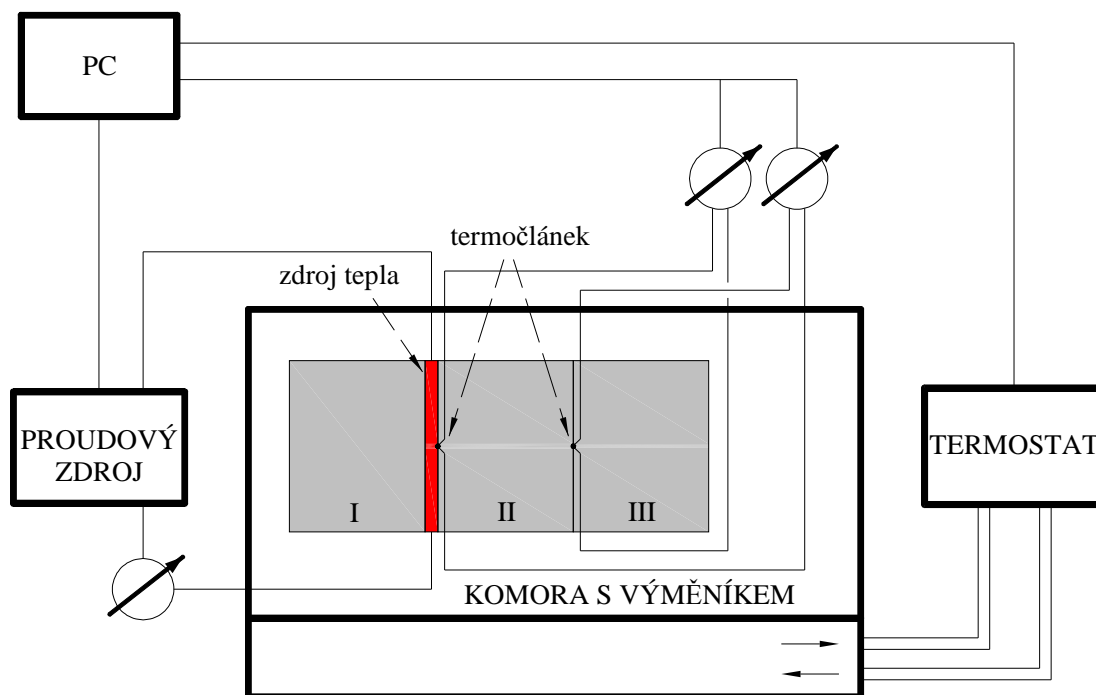 PC
termočlánek
zdroj tepla
PROUDOVÝ
ZDROJ
TERMOSTAT
I
II
III
KOMORA S VÝMĚNÍKEM